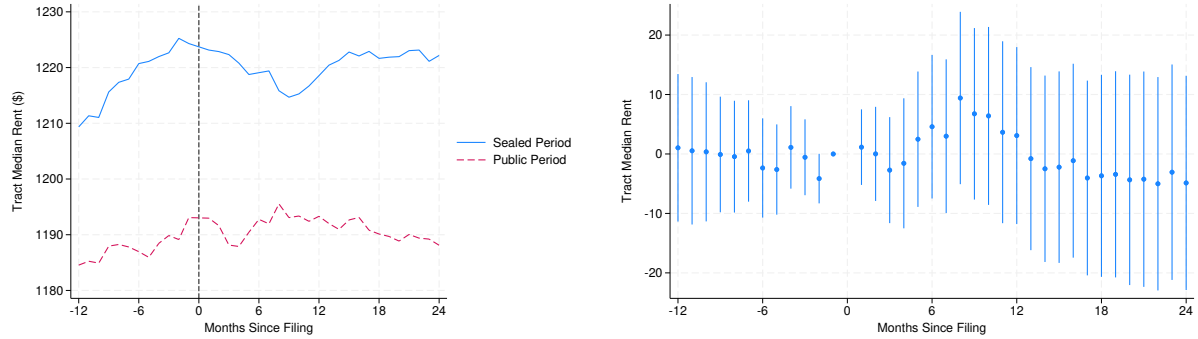 Tract Median Rent ($)
1230
1220
1210
1200
1190
1180
-12 -6 0 6 12 18 24
Months Since Filing
Sealed Period
Public Period
Tract Median Rent
20
10
0
-10
-20
-12 -6 0 6 12 18 24
Months Since Filing